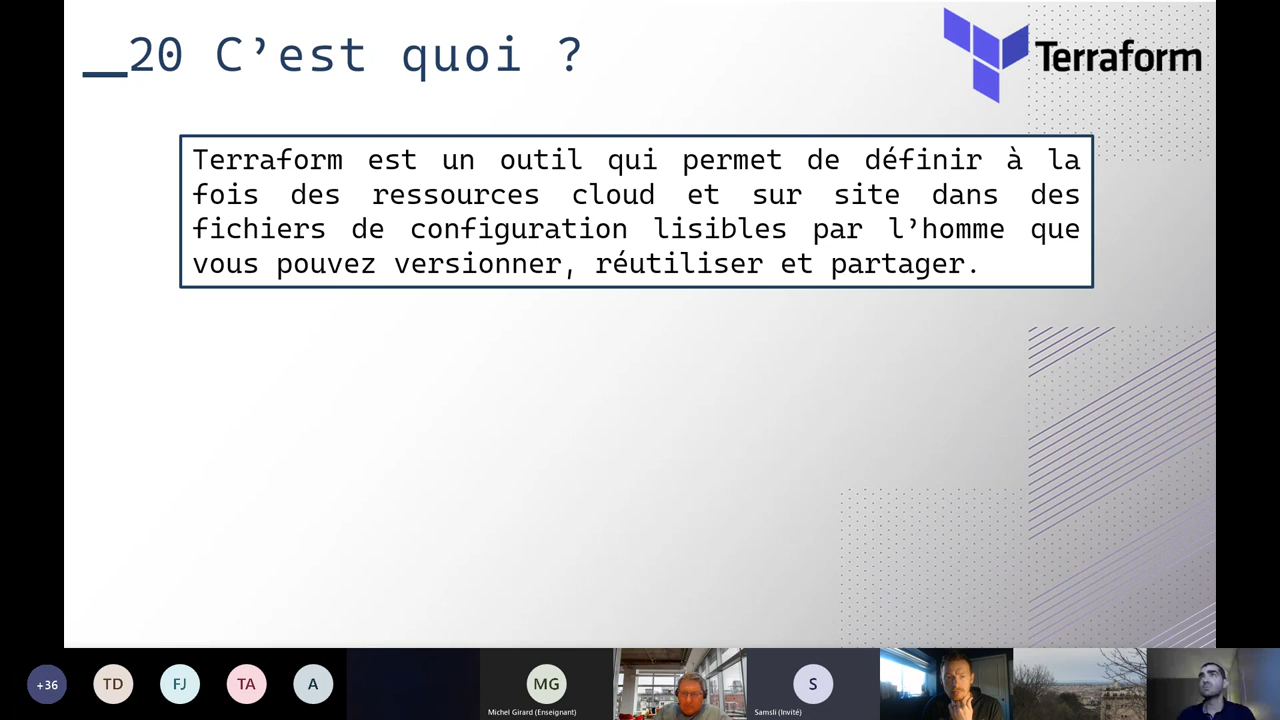 __20 C’est quoi ?
Terraform
Terraform est un outil qui permet de définir à la
fois des ressources cloud et sur site dans des
fichiers de configuration lisibles par l’homme que
vous pouvez versionner, réutiliser et partager.
+36
TD
FJ
TA
A
MG
Michel Girard (Enseignant)
S
Samsli (Invité)